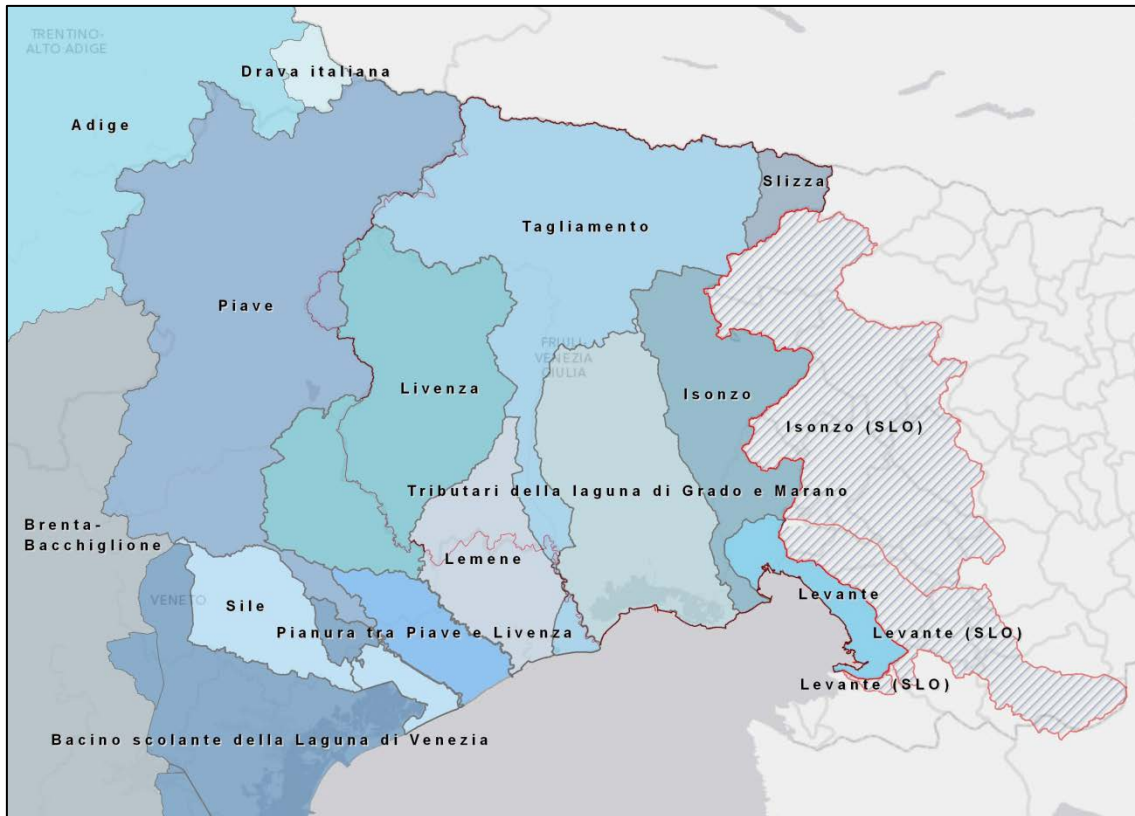 TRENTINO-
ALTO ADIGE
Drava italiana
Adige
Slizza
Tagliamento
Piave
FRIULI-
VENEZIA
GIULIA
Livenza
Isonzo
Isonzo (SLO)
Tributari della laguna di Grado e Marano
Brenta-
Bacchiglione
Lemene
VENETO
Sile
Levante
Pianura tra Piave e Livenza
Levante (SLO)
Levante (SLO)
Bacino scolante della Laguna di Venezia